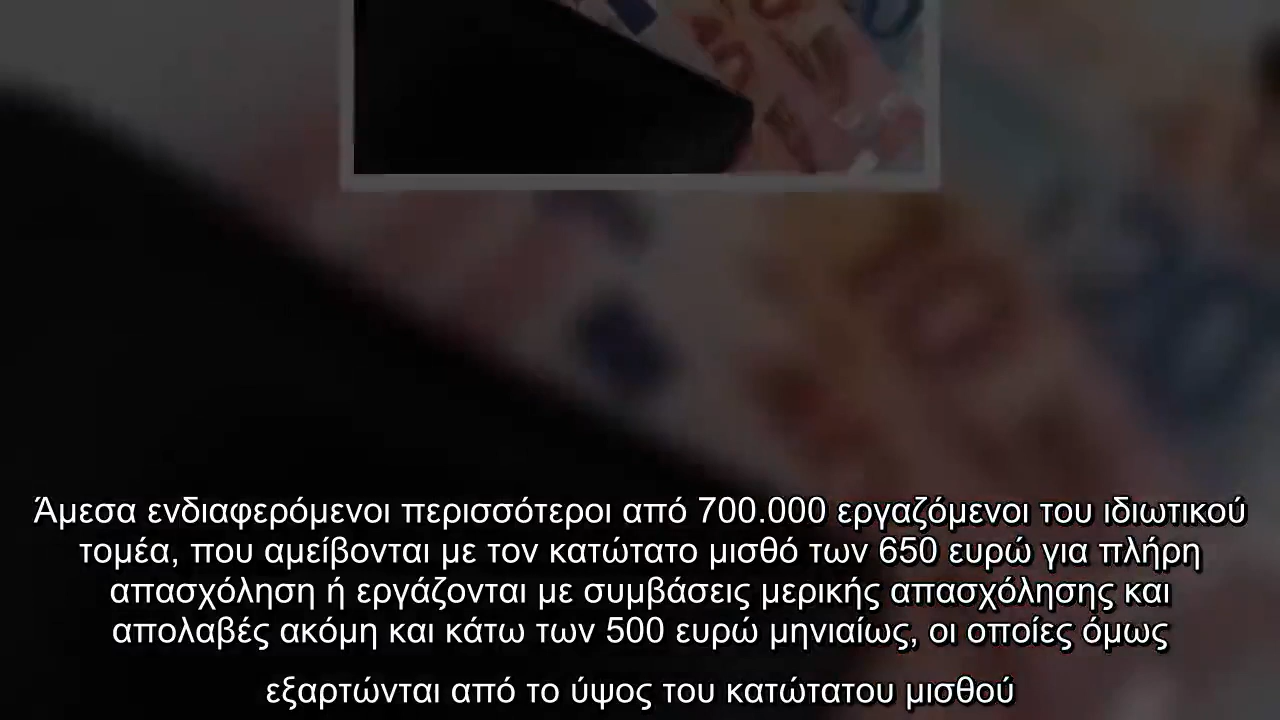 Άμεσα ενδιαφερόμενοι περισσότεροι από 700.000 εργαζόμενοι του ιδιωτικού
τομέα, που αμείβονται με τον κατώτατο μισθό των 650 ευρώ για πλήρη
απασχόληση ή εργάζονται με συμβάσεις μερικής απασχόλησης και
απολαβές ακόμη και κάτω των 500 ευρώ μηνιαίως, οι οποίες όμως
εξαρτώνται από το ύψος του κατώτατου μισθού